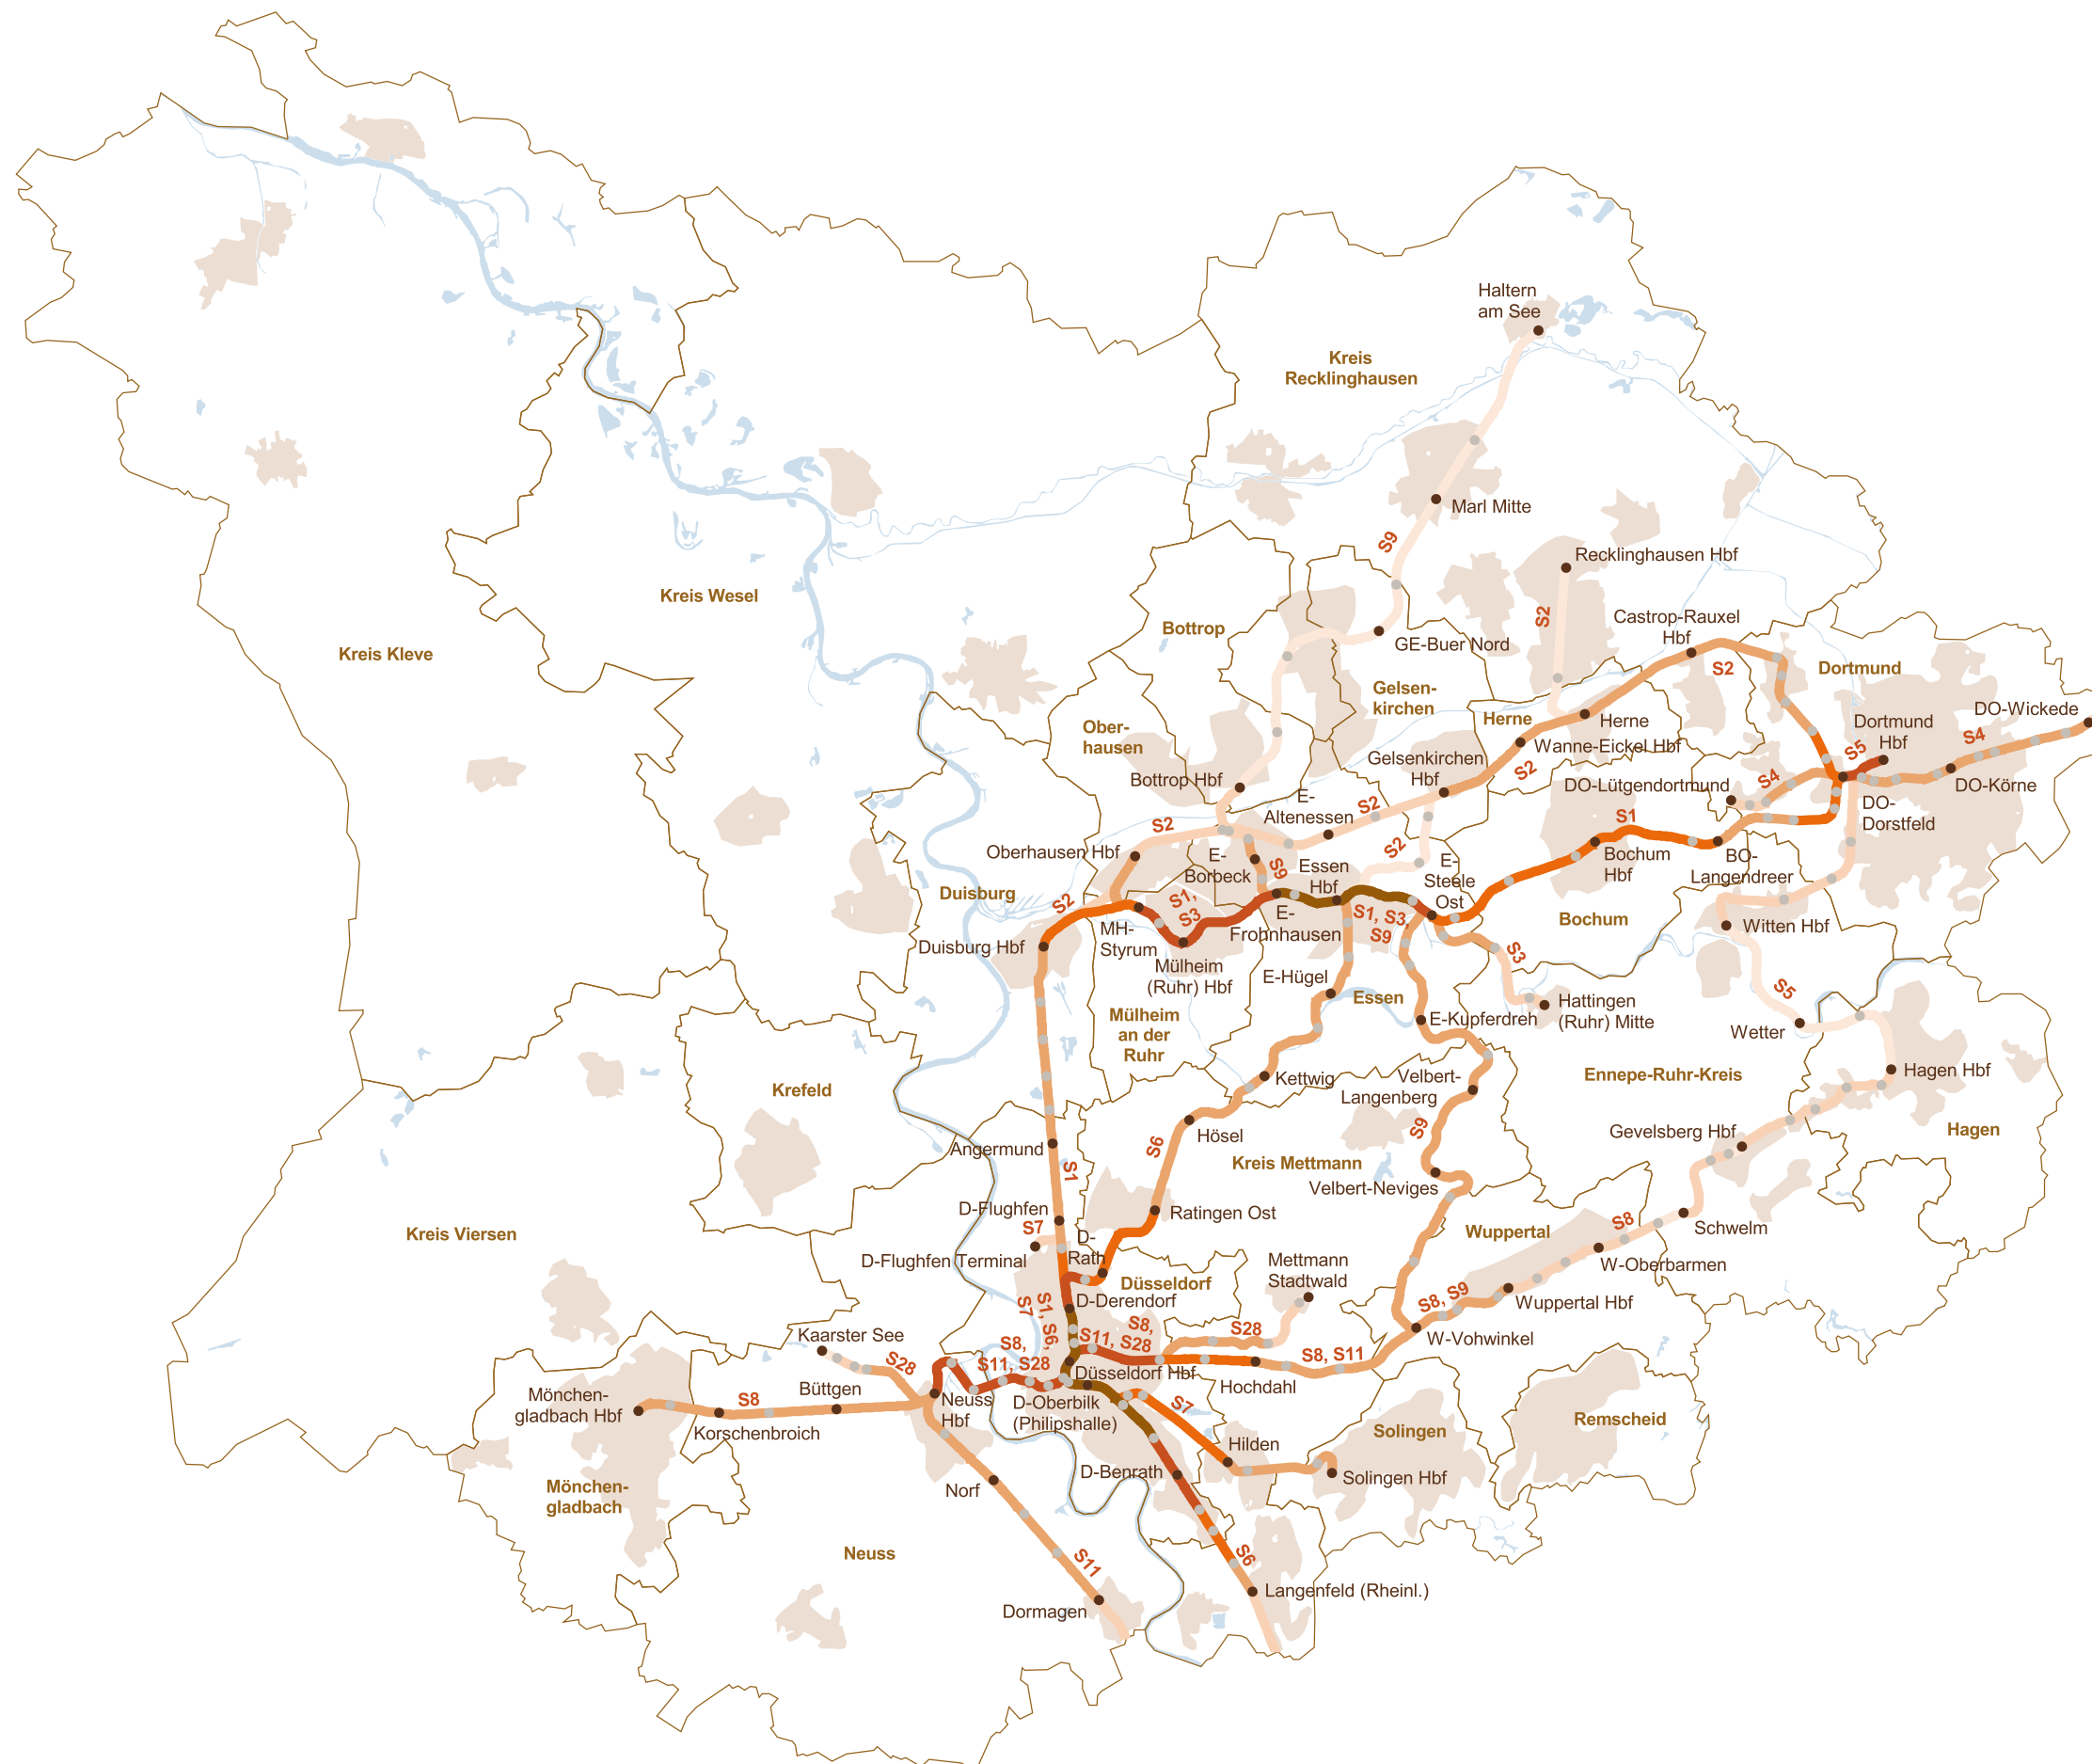 Haltern
am See
Kreis
Recklinghausen
Marl Mitte
S9
Recklinghausen Hbf
Kreis Wesel
S2
Castrop-Rauxel
Hbf
Bottrop
GE-Buer Nord
Kreis Kleve
S2
Dortmund
Gelsen-
kirchen
Herne
Herne
DO-Wickede
Dortmund
Hbf
S4
Ober-
hausen
Wanne-Eickel Hbf
S5
Gelsenkirchen
Hbf
S2
Bottrop Hbf
S4
DO-Lütgendortmund
DO-Körne
E-
Altenessen
S2
DO-
Dorstfeld
S2
S1
Oberhausen Hbf
S2
E-
Borbeck
S9
Essen
Hbf
E-
Steele
Ost
Bochum
Hbf
BO-
Langendreer
Duisburg
S2
S1,
S3
S1, S3,
S9
Bochum
MH-
Styrum
E-
Frohnhausen
Witten Hbf
Duisburg Hbf
Mülheim
(Ruhr) Hbf
E-Hügel
S3
S5
Essen
Hattingen
(Ruhr) Mitte
Mülheim
an der
Ruhr
E-Kupferdreh
Wetter
Krefeld
Kettwig
Velbert-
Langenberg
Ennepe-Ruhr-Kreis
Hagen Hbf
Angermund
S1
Hösel
S6
S9
Gevelsberg Hbf
Hagen
Kreis Mettmann
Velbert-Neviges
D-Flughfen
Ratingen Ost
S7
Kreis Viersen
D-
Rath
Wuppertal
S8
Schwelm
D-Flughfen Terminal
Mettmann
Stadtwald
W-Oberbarmen
Düsseldorf
S1, S6,
S7
D-Derendorf
S8, S9
Wuppertal Hbf
Kaarster See
S8,
S11, S28
S8,
S11, S28
S28
W-Vohwinkel
S28
S8, S11
Düsseldorf Hbf
Hochdahl
Mönchen-
gladbach Hbf
S8
Büttgen
Neuss
Hbf
D-Oberbilk
(Philipshalle)
S7
Korschenbroich
Remscheid
Solingen
Hilden
D-Benrath
Solingen Hbf
Mönchen-
gladbach
Norf
Neuss
S11
S6
Langenfeld (Rheinl.)
Dormagen